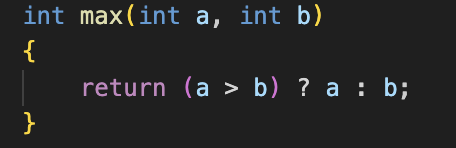 int max(int a, int b)
{
    return (a > b) ? a : b;
}